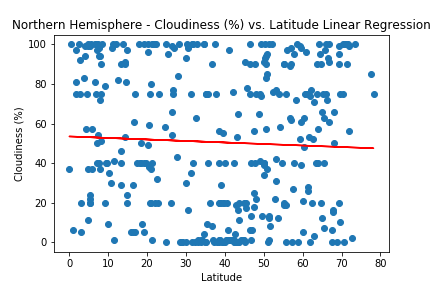 Northern Hemisphere - Cloudiness (%) vs. Latitude Linear Regression
100
80
60
40
20
0
Cloudiness (%)
0 10 20 30 40 50 60 70 80
Latitude